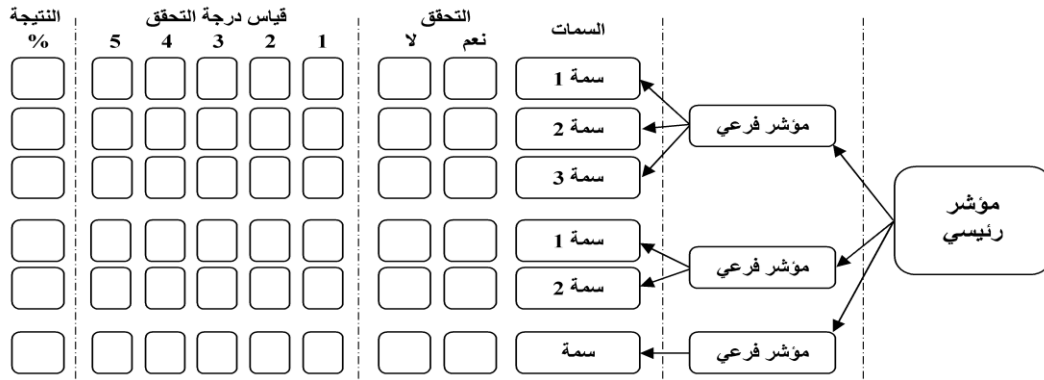 السمات
التحقق
قياس درجة التحقق
النتيجة
نعم
لا
1
2
3
4
5
%
مؤشر
رئيسي
مؤشر فرعي
سمة 1
سمة 2
سمة 3
مؤشر فرعي
سمة 1
سمة 2
مؤشر فرعي
سمة